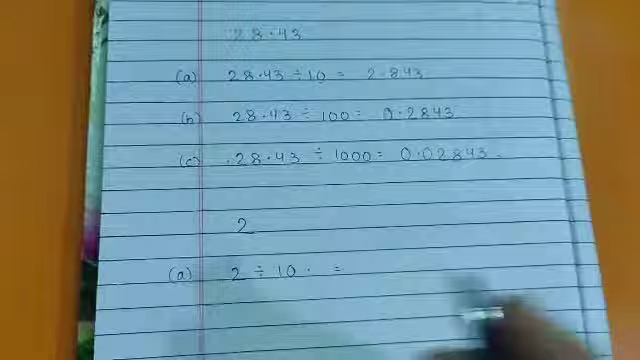 28.43
(a) 28.43 ÷ 10 = 2.843
(b) 28.43 ÷ 100 = 0.2843
(c) .28.43 ÷ 1000 = 0.02843.
2
(a) 2 ÷ 10 . =